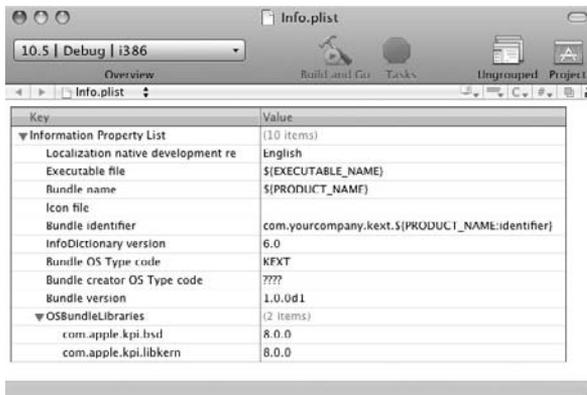 Info.plist
10.5 | Debug | i386
Overview
Build and Go
Tasks
Ungrouped
Project
Info.plist
C
#
Key Value
Information Property List (10 items)
Localization native development re English
Executable file ${EXECUTABLE_NAME}
Bundle name ${PRODUCT_NAME}
Icon file
Bundle identifier com.yourcompany.kext.${PRODUCT_NAME:identifier}
InfoDictionary version 6.0
Bundle OS Type code KEXT
Bundle creator OS Type code ????
Bundle version 1.0.0d1
OSBundleLibraries (2 items)
com.apple.kpi.bsd 8.0.0
com.apple.kpi.libkern 8.0.0